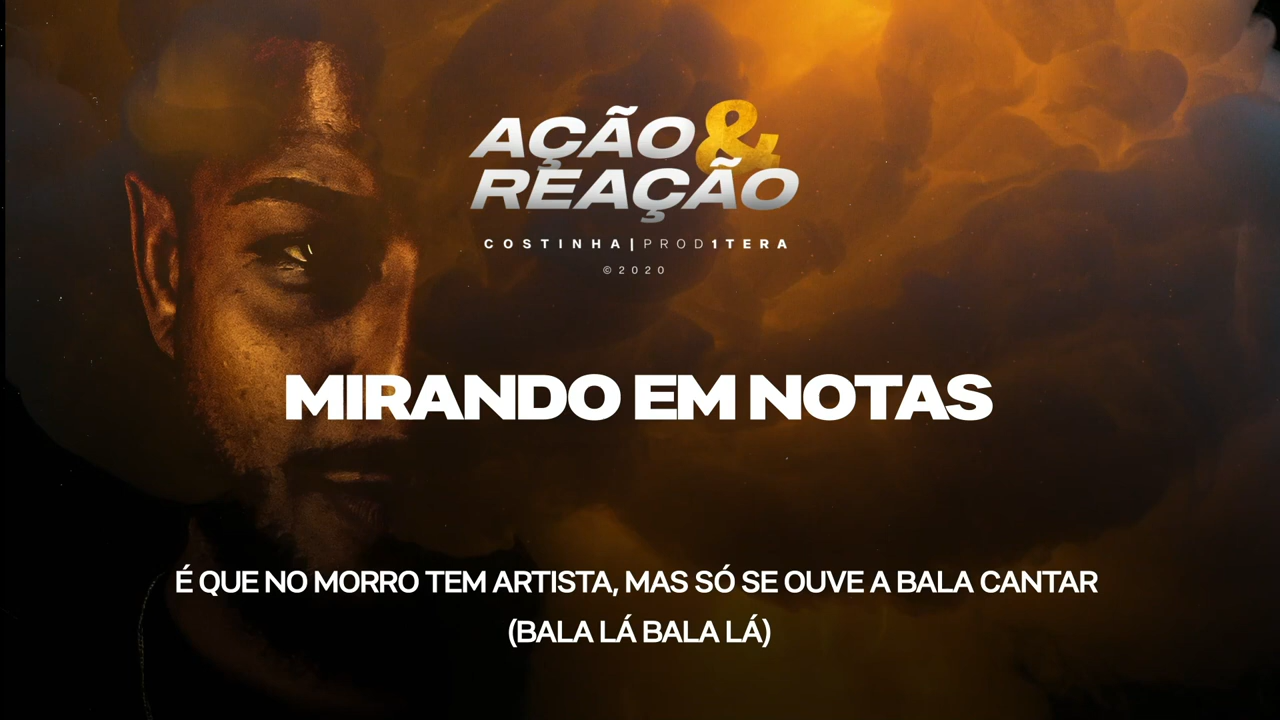 AÇÃO &
REAÇÃO
COSTINHA|PROD1TERA
©2020
MIRANDO EM NOTAS
É QUE NO MORRO TEM ARTISTA, MAS SÓ SE OUVE A BALA CANTAR
(BALA LÁ BALA LÁ)